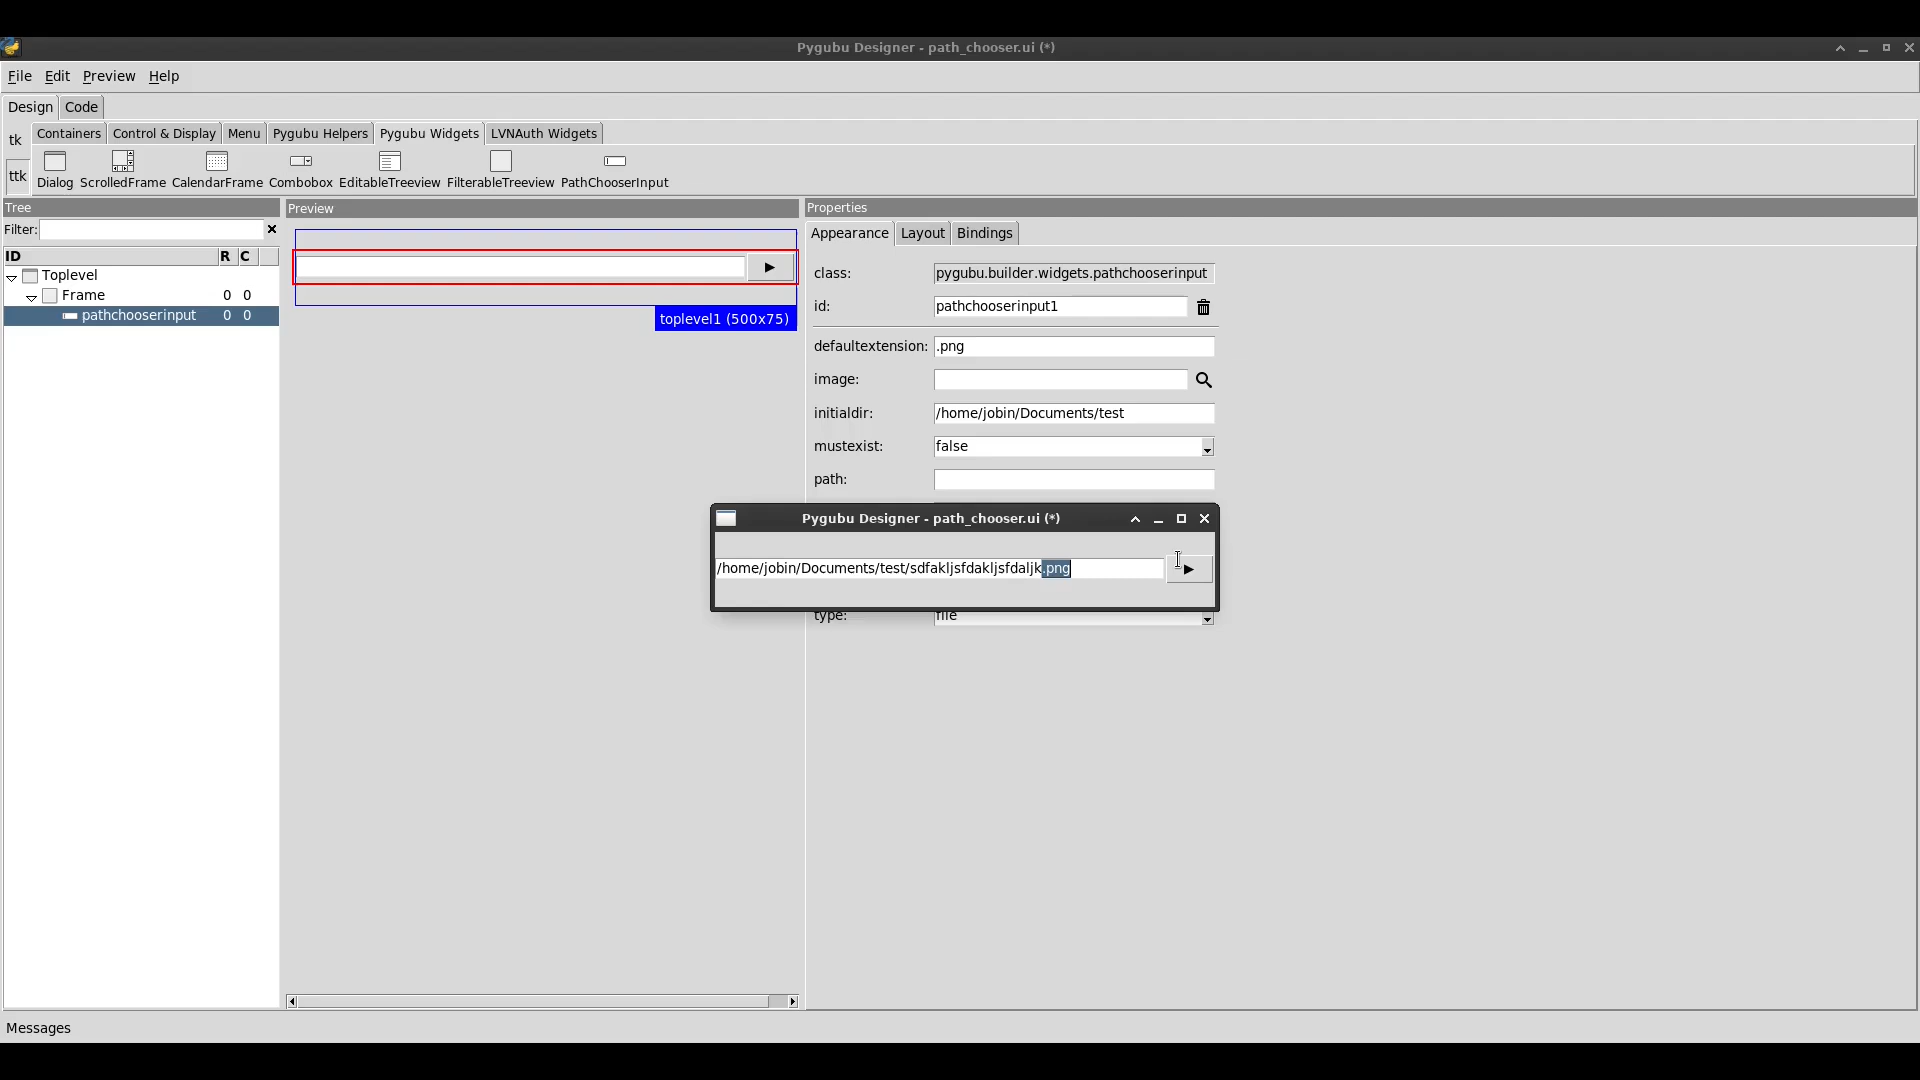 Pygubu Designer - path_chooser.ui (*)
File Edit Preview Help
Design Code
tk
ttk
Containers Control & Display Menu Pygubu Helpers Pygubu Widgets LVNAuth Widgets
Dialog ScrolledFrame CalendarFrame Combobox EditableTreeview FilterableTreeview PathChooserInput
Tree
Filter:
ID R C
Toplevel
Frame 0 0
pathchooserinput 0 0
Preview
toplevel1 (500x75)
Properties
Appearance Layout Bindings
class: pygubu.builder.widgets.pathchooserinput
id: pathchooserinput1
defaultextension: .png
image:
initialdir: /home/jobin/Documents/test
mustexist: false
path:
Pygubu Designer - path_chooser.ui (*)
/home/jobin/Documents/test/sdfakljsfdakljsfdaljk.png
type: file
Messages